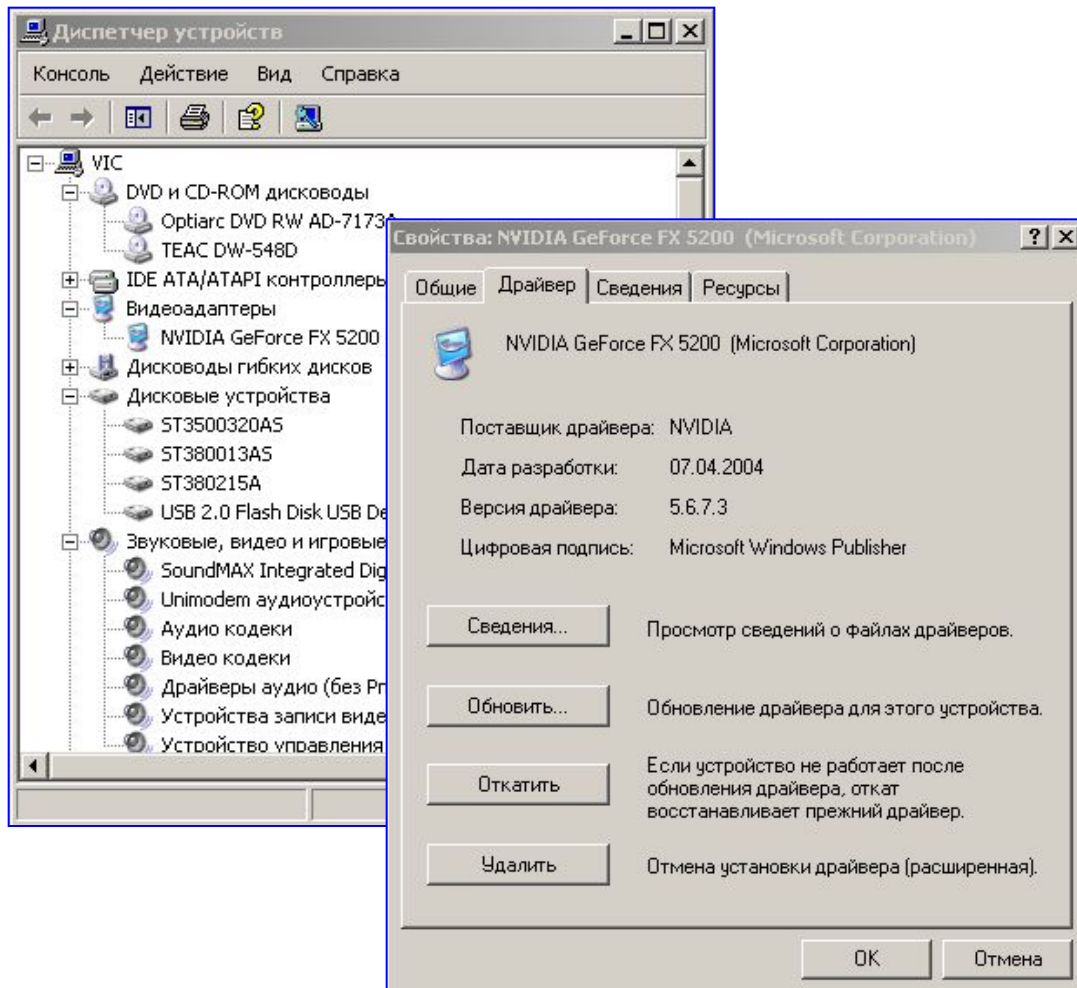 Диспетчер устройств
Консоль Действие Вид Справка
VIC
DVD и CD-ROM дисководы
Optiarc DVD RW AD-7173A
TEAC DW-548D
IDE ATA/ATAPI контроллеры
Видеоадаптеры
NVIDIA GeForce FX 5200
Дисководы гибких дисков
Дисковые устройства
ST3500320AS
ST380013AS
ST380215A
USB 2.0 Flash Disk USB De
Звуковые, видео и игровые
SoundMAX Integrated Dig
Unimodem аудиоустройс
Аудио кодеки
Видео кодеки
Драйверы аудио (без Pr
Устройства записи виде
Устройство управления
Свойства: NVIDIA GeForce FX 5200 (Microsoft Corporation)
Общие Драйвер Сведения Ресурсы
NVIDIA GeForce FX 5200 (Microsoft Corporation)
Поставщик драйвера: NVIDIA
Дата разработки: 07.04.2004
Версия драйвера: 5.6.7.3
Цифровая подпись: Microsoft Windows Publisher
Сведения... Просмотр сведений о файлах драйверов.
Обновить... Обновление драйвера для этого устройства.
Откатить Если устройство не работает после
обновления драйвера, откат
восстанавливает прежний драйвер.
Удалить Отмена установки драйвера (расширенная).
OK Отмена